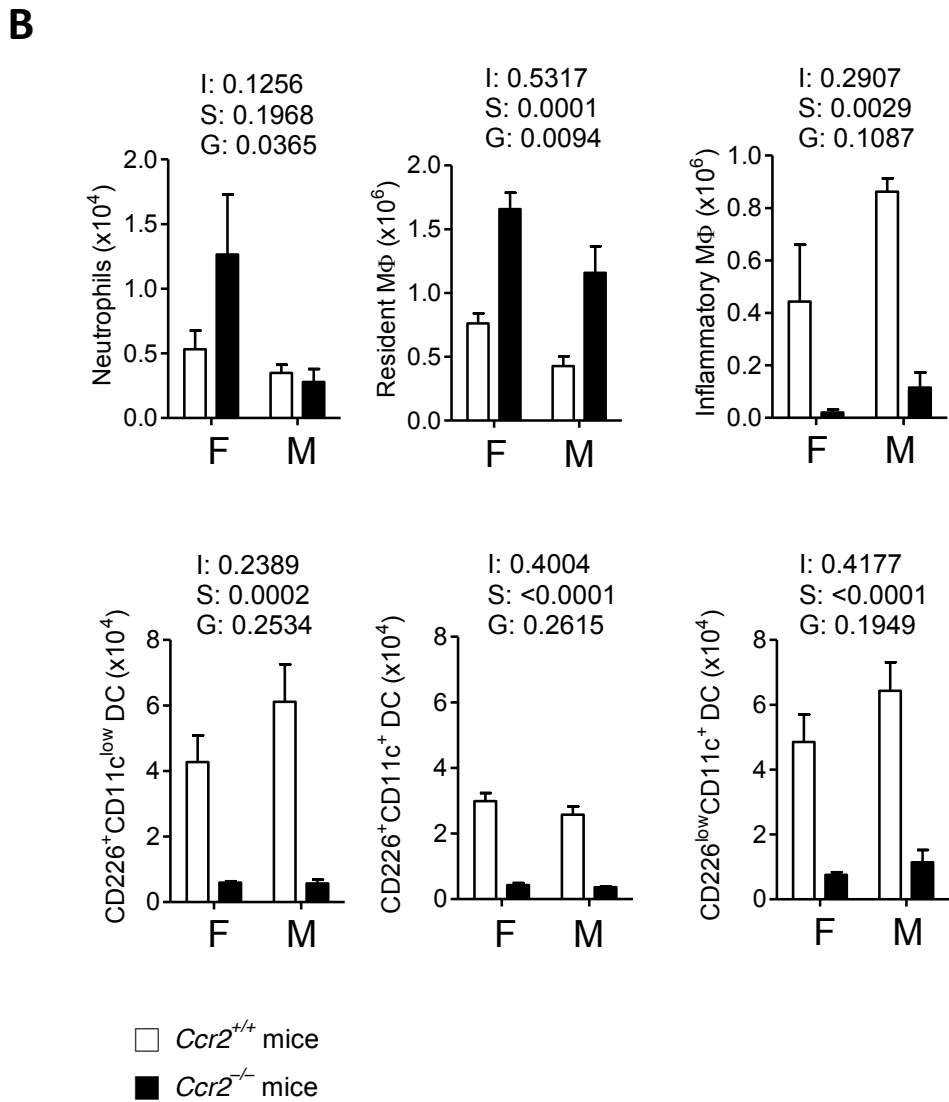 B
I: 0.1256
S: 0.1968
G: 0.0365
Neutrophils (x10⁴)
2.0
1.5
1.0
0.5
0.0
F M
I: 0.5317
S: 0.0001
G: 0.0094
Resident MΦ (x10⁶)
2.0
1.5
1.0
0.5
0.0
F M
I: 0.2907
S: 0.0029
G: 0.1087
Inflammatory MΦ (x10⁶)
1.0
0.8
0.6
0.4
0.2
0.0
F M
I: 0.2389
S: 0.0002
G: 0.2534
CD226⁺CD11cˡᵒʷ DC (x10⁴)
8
6
4
2
0
F M
I: 0.4004
S: <0.0001
G: 0.2615
CD226⁺CD11c⁺ DC (x10⁴)
8
6
4
2
0
F M
I: 0.4177
S: <0.0001
G: 0.1949
CD226ˡᵒʷCD11c⁺ DC (x10⁴)
8
6
4
2
0
F M
Ccr2⁺/⁺ mice
Ccr2⁻/⁻ mice